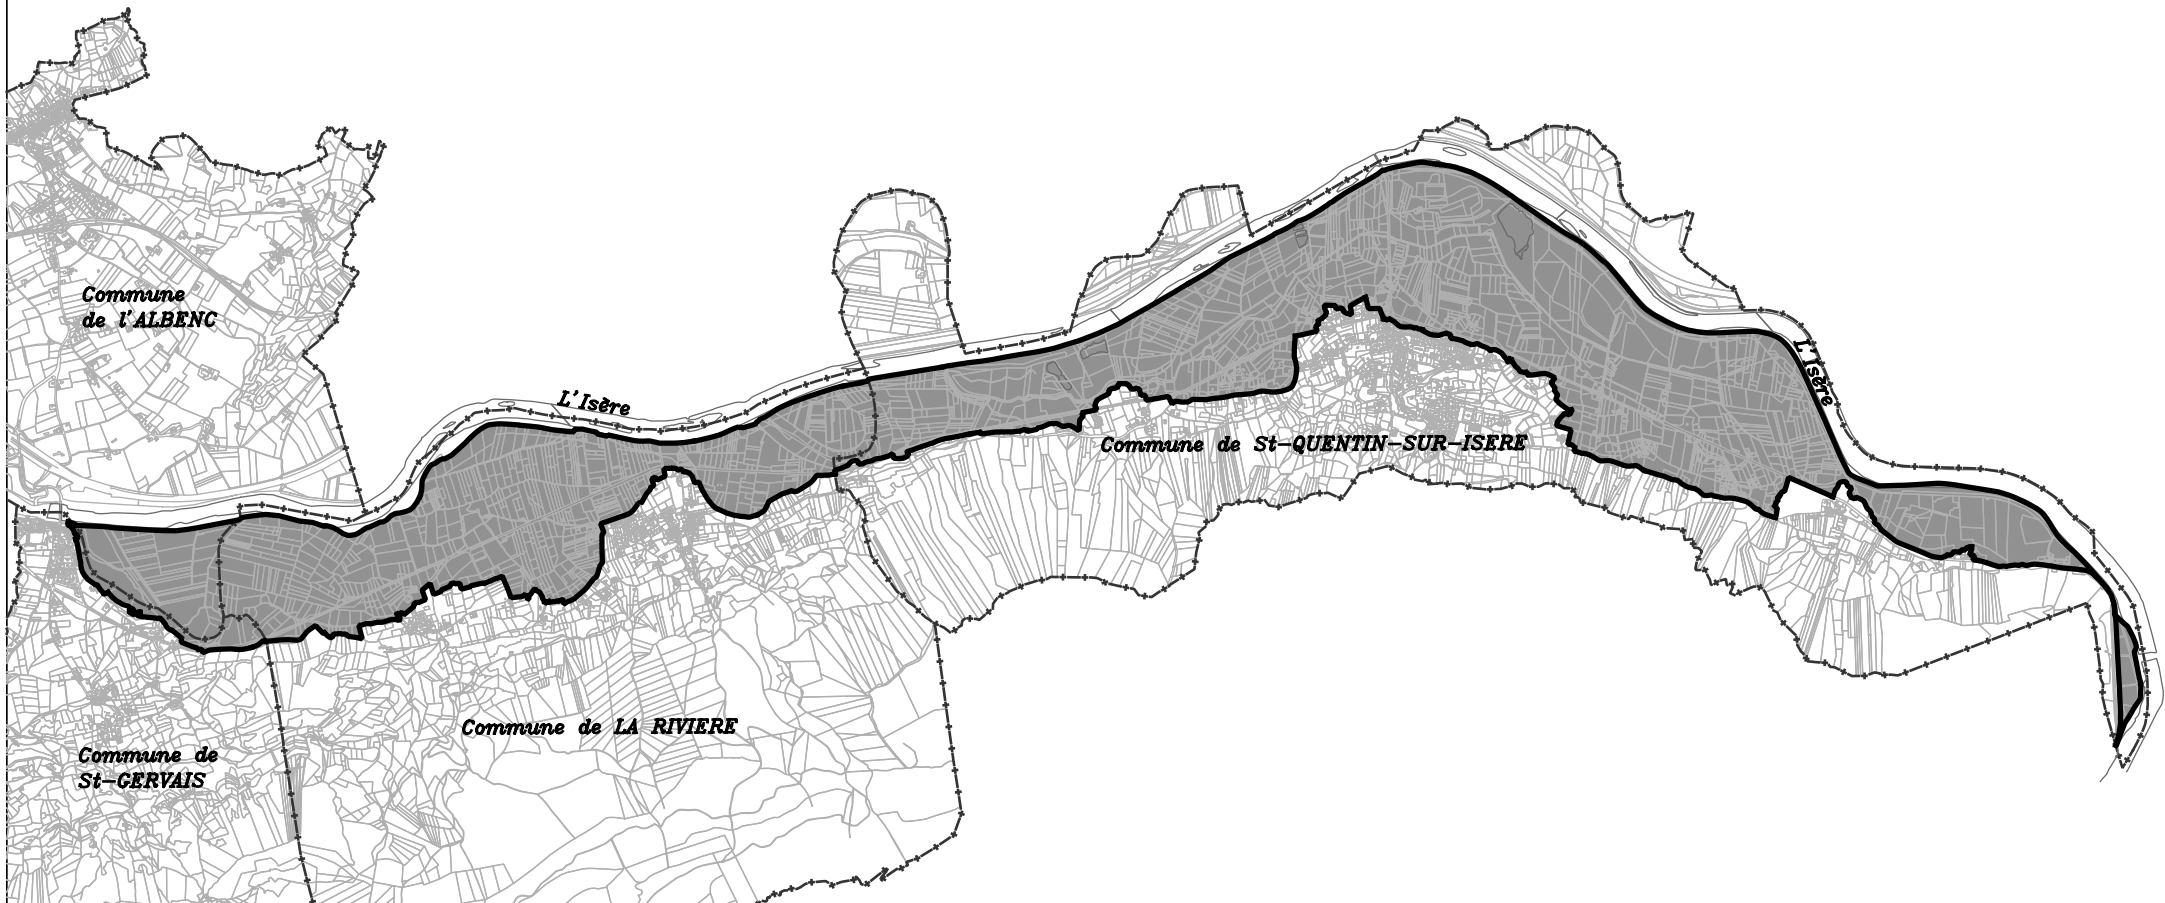 Commune
de l'ALBENC
L'Isère
L'Isère
Commune de St-QUENTIN-SUR-ISERE
Commune de LA RIVIERE
Commune de
St-GERVAIS